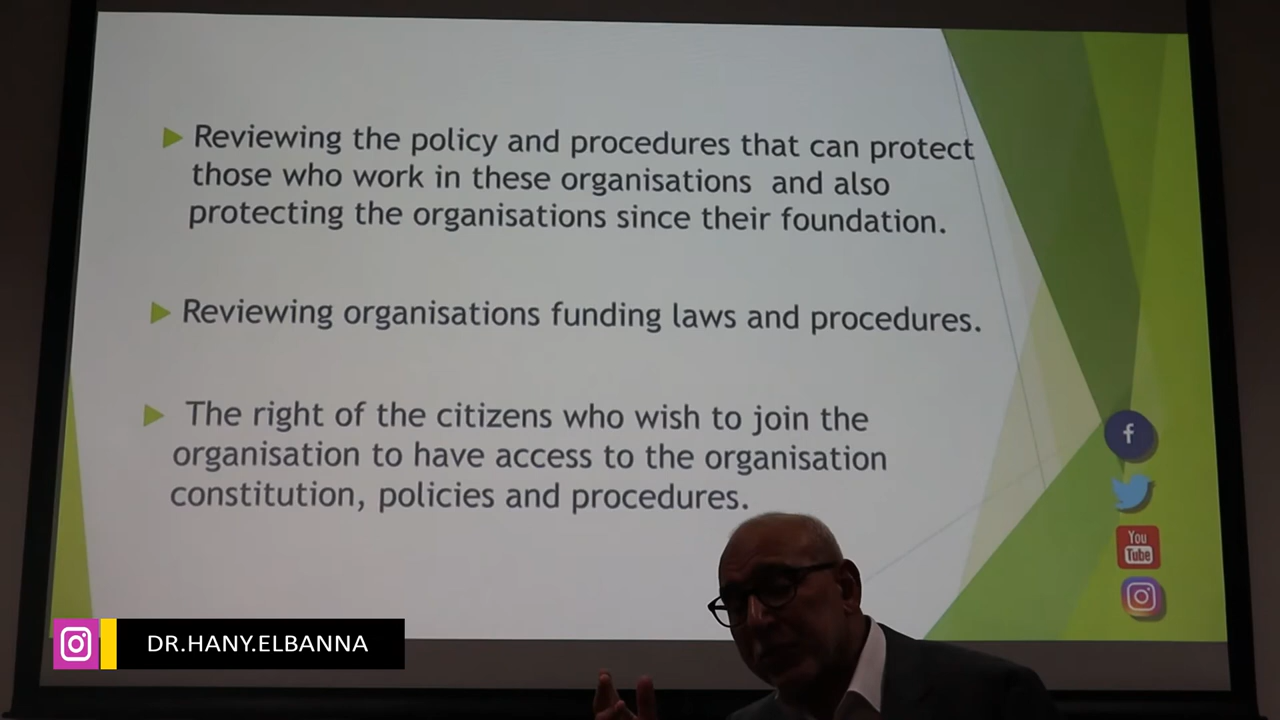 Reviewing the policy and procedures that can protect
those who work in these organisations and also
protecting the organisations since their foundation.
Reviewing organisations funding laws and procedures.
The right of the citizens who wish to join the
organisation to have access to the organisation
constitution, policies and procedures.
f
You
Tube
DR.HANY.ELBANNA